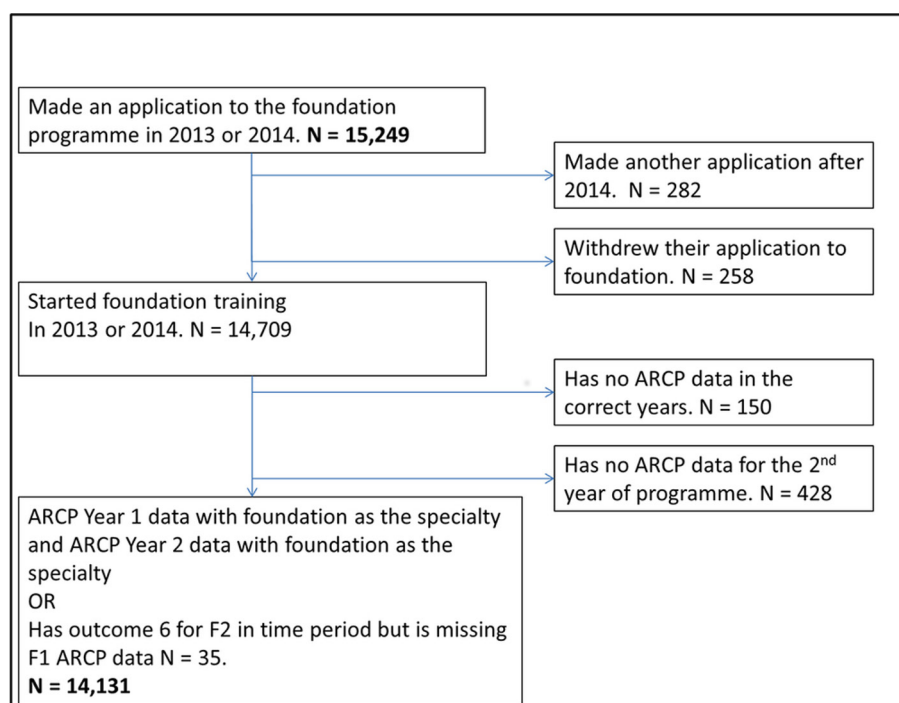 Made an application to the foundation
programme in 2013 or 2014. N = 15,249
Made another application after
2014.  N = 282
Withdrew their application to
foundation. N = 258
Started foundation training
In 2013 or 2014. N = 14,709
Has no ARCP data in the
correct years. N = 150
Has no ARCP data for the 2nd
year of programme. N = 428
ARCP Year 1 data with foundation as the specialty
and ARCP Year 2 data with foundation as the
specialty
OR
Has outcome 6 for F2 in time period but is missing
F1 ARCP data N = 35.
N = 14,131